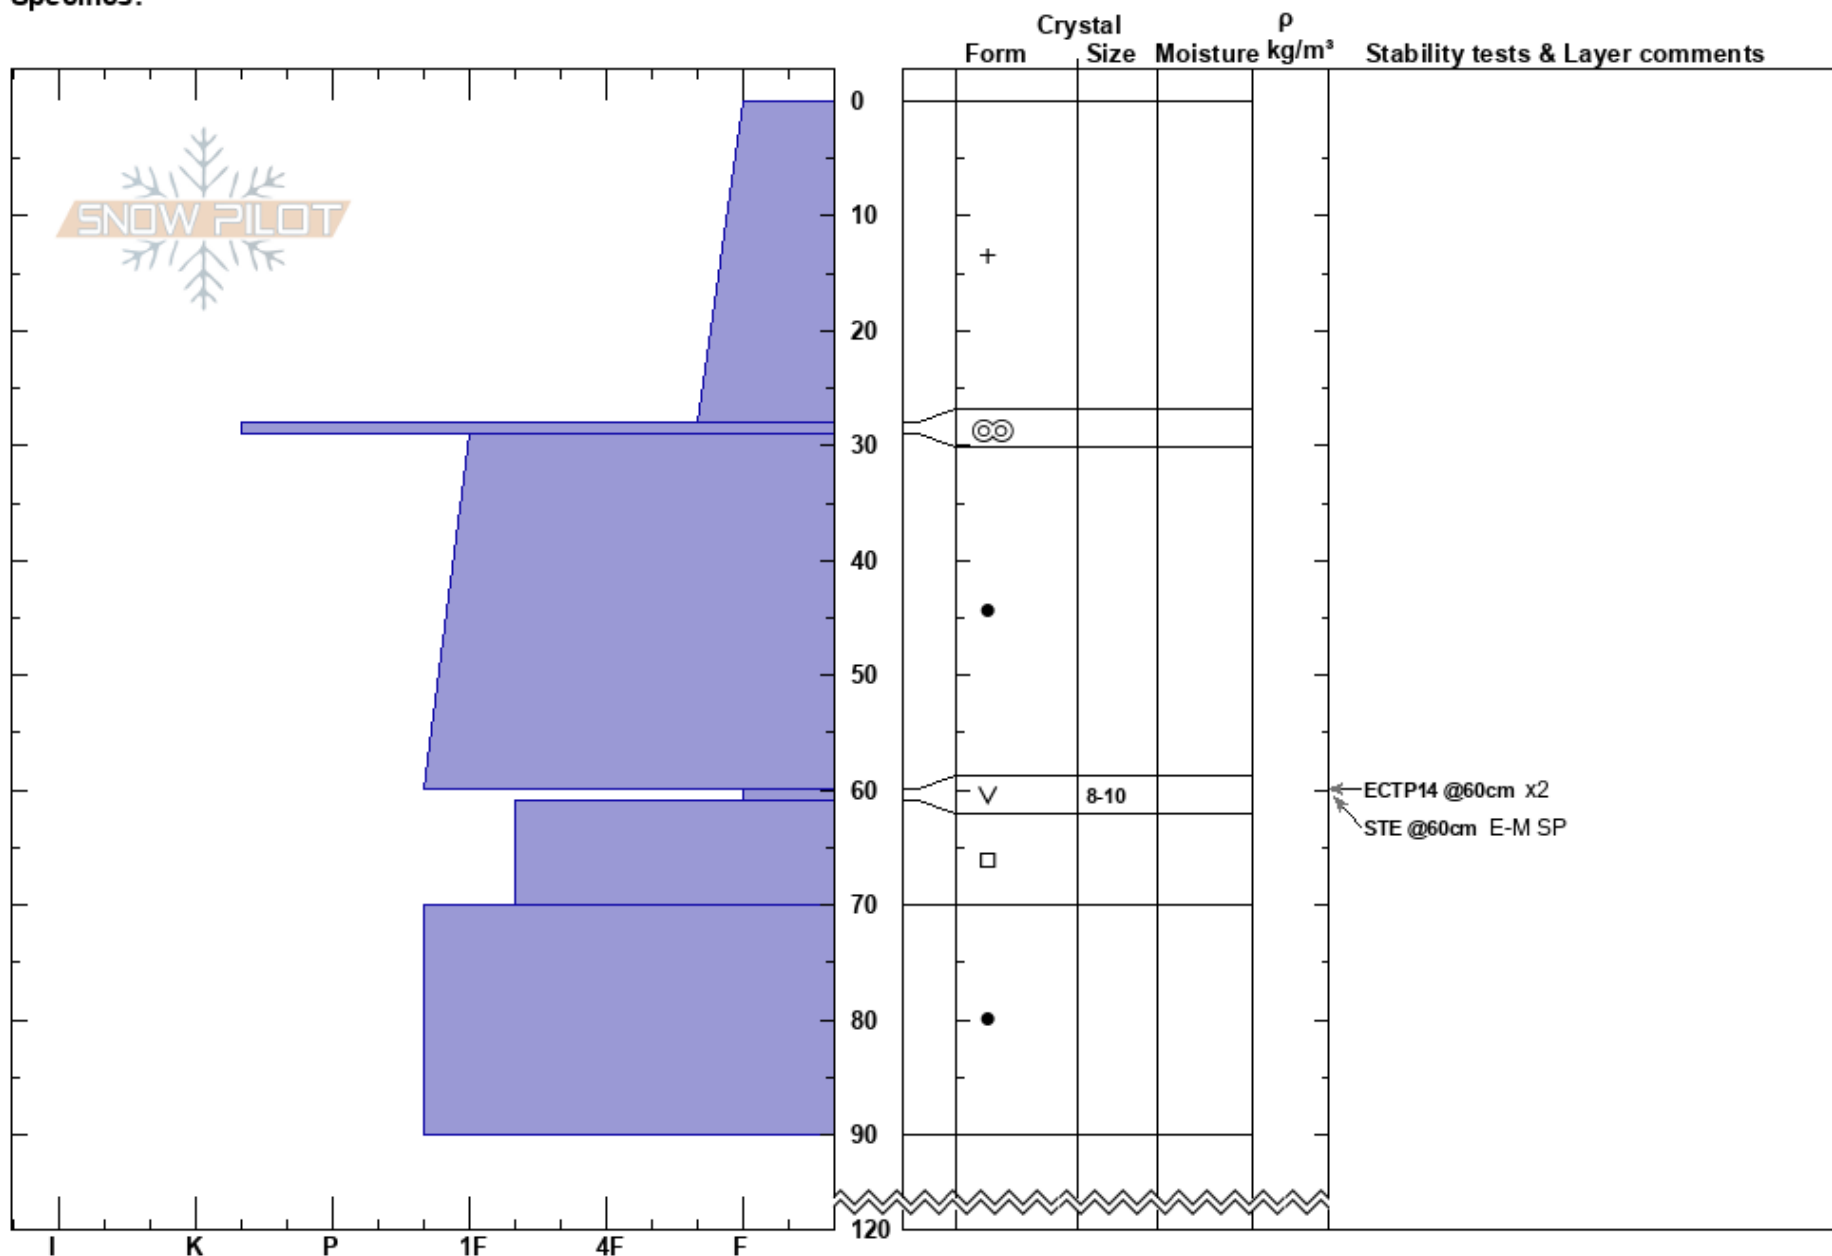 Specifics:
Crystal
ρ
Form Size Moisture kg/m³ Stability tests & Layer comments
0
SNOW PILOT
10
+
20
30
40
50
60
8-10
ECTP14 @60cm x2
STE @60cm E-M SP
70
80
90
120
I K P 1F 4F F